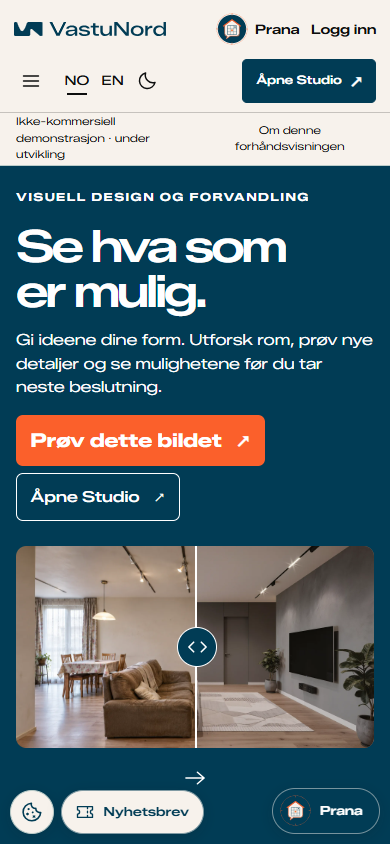 VastuNord
Prana Logg inn
NO EN
Åpne Studio ↗
Ikke-kommersiell
demonstrasjon · under
utvikling
Om denne
forhåndsvisningen
VISUELL DESIGN OG FORVANDLING
Se hva som
er mulig.
Gi ideene dine form. Utforsk rom, prøv nye
detaljer og se mulighetene før du tar
neste beslutning.
Prøv dette bildet ↗
Åpne Studio ↗
Nyhetsbrev
Prana